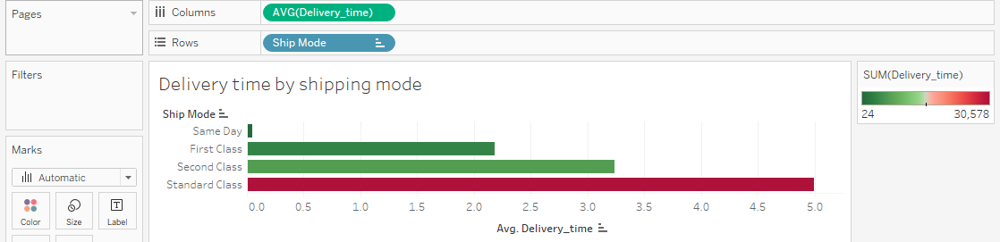 Pages
Columns
AVG(Delivery_time)
Rows
Ship Mode
Filters
Delivery time by shipping mode
SUM(Delivery_time)
24 30,578
Ship Mode
Same Day
First Class
Second Class
Standard Class
0.0 0.5 1.0 1.5 2.0 2.5 3.0 3.5 4.0 4.5 5.0
Avg. Delivery_time
Marks
Automatic
Color Size Label
T